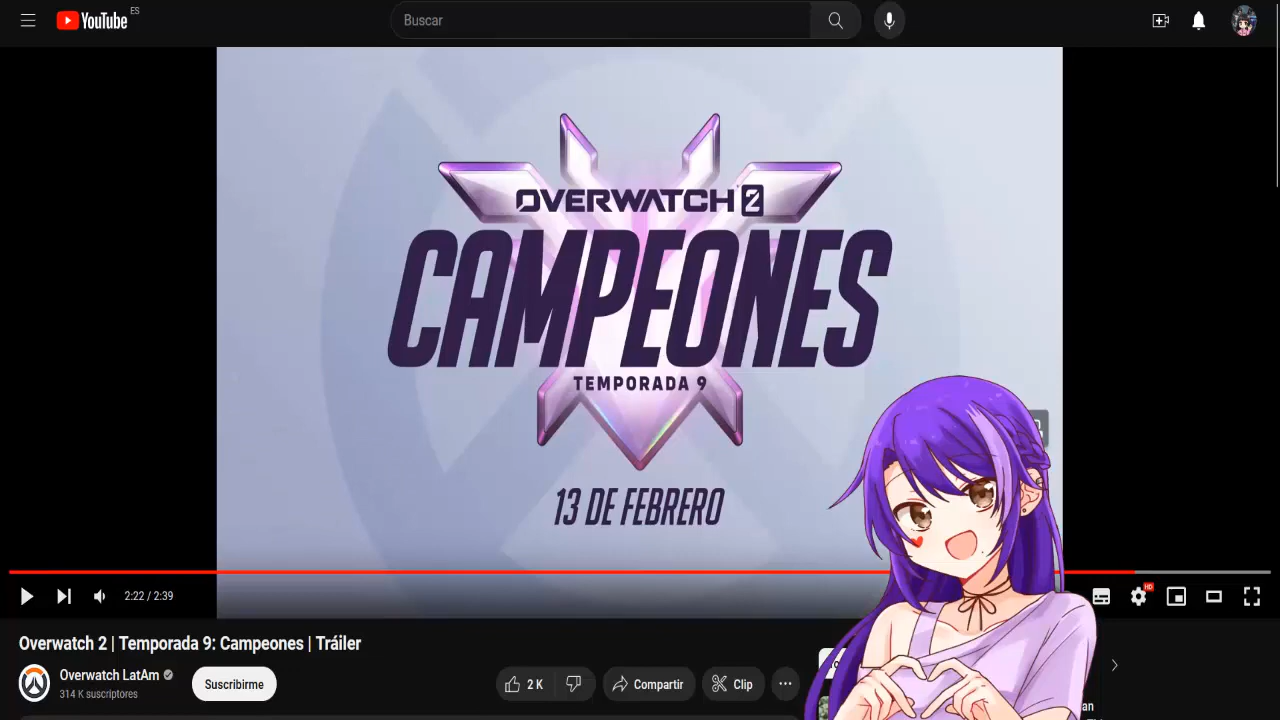 YouTube ES
Buscar
OVERWATCH 2
CAMPEONES
TEMPORADA 9
13 DE FEBRERO
2:22 / 2:39
HD
Overwatch 2 | Temporada 9: Campeones | Tráiler
Overwatch LatAm
314 K suscriptores
Suscribirme
2 K
Compartir
Clip